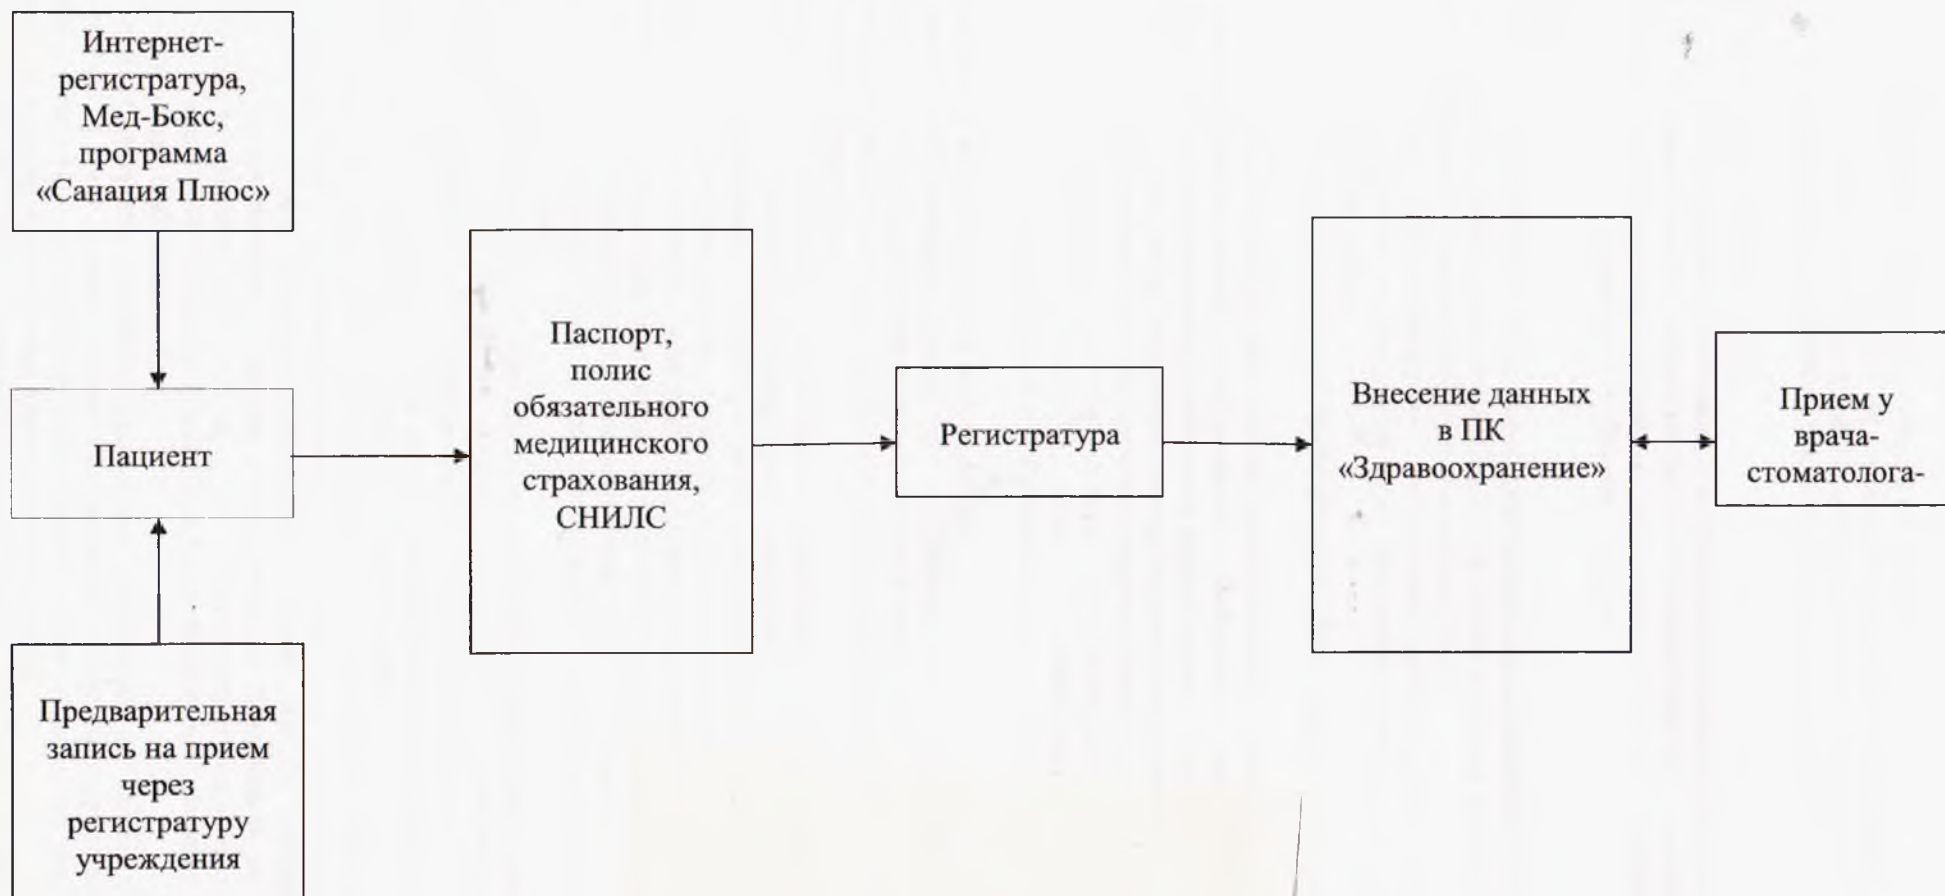 Интернет-
регистратура,
Мед-Бокс,
программа
«Санация Плюс»
Пациент
Предварительная
запись на прием
через
регистратуру
учреждения
Паспорт,
полис
обязательного
медицинского
страхования,
СНИЛС
Регистратура
Внесение данных
в ПК
«Здравоохранение»
Прием у
врача-
стоматолога-